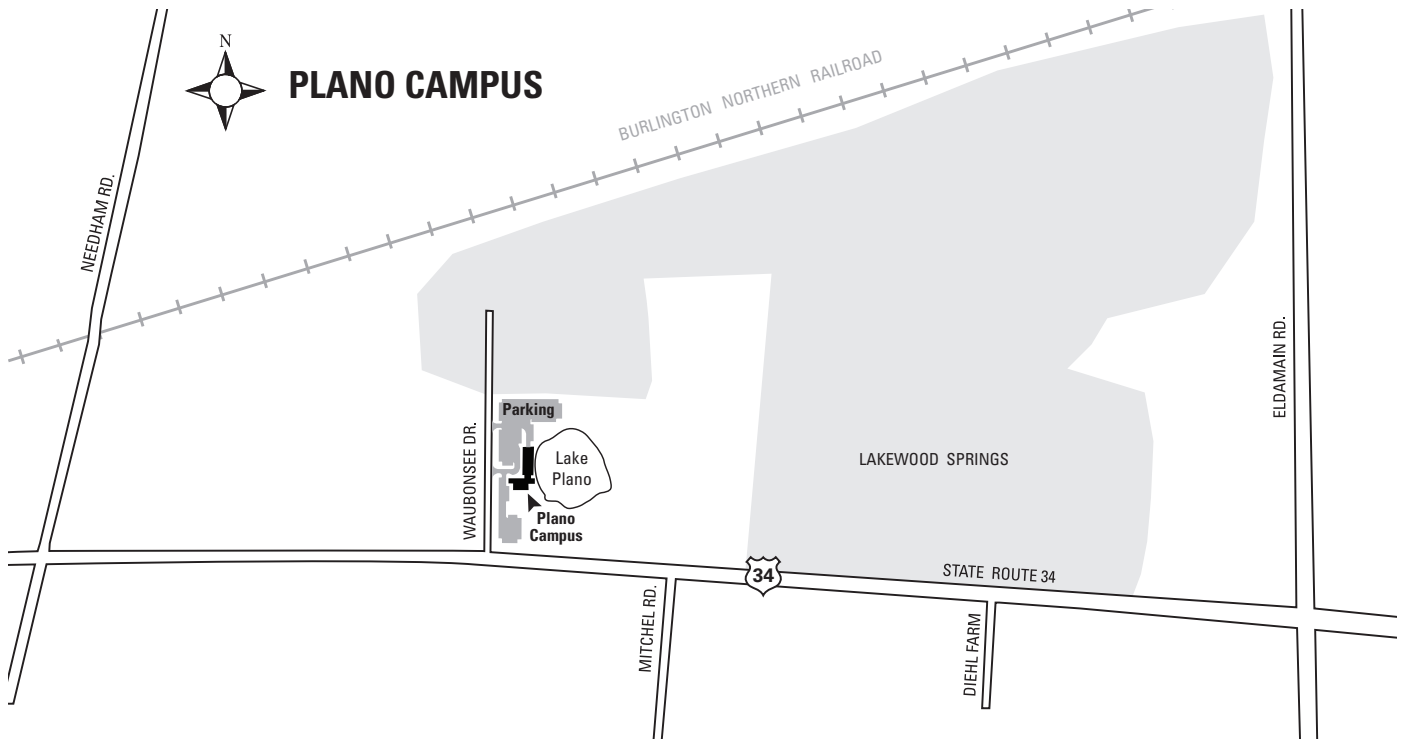 N
PLANO CAMPUS
BURLINGTON NORTHERN RAILROAD
NEEDHAM RD.
ELDAMAIN RD.
Parking
WAUBONSEE DR.
Lake
Plano
LAKEWOOD SPRINGS
Plano
Campus
34
STATE ROUTE 34
MITCHEL RD.
DIEHL FARM